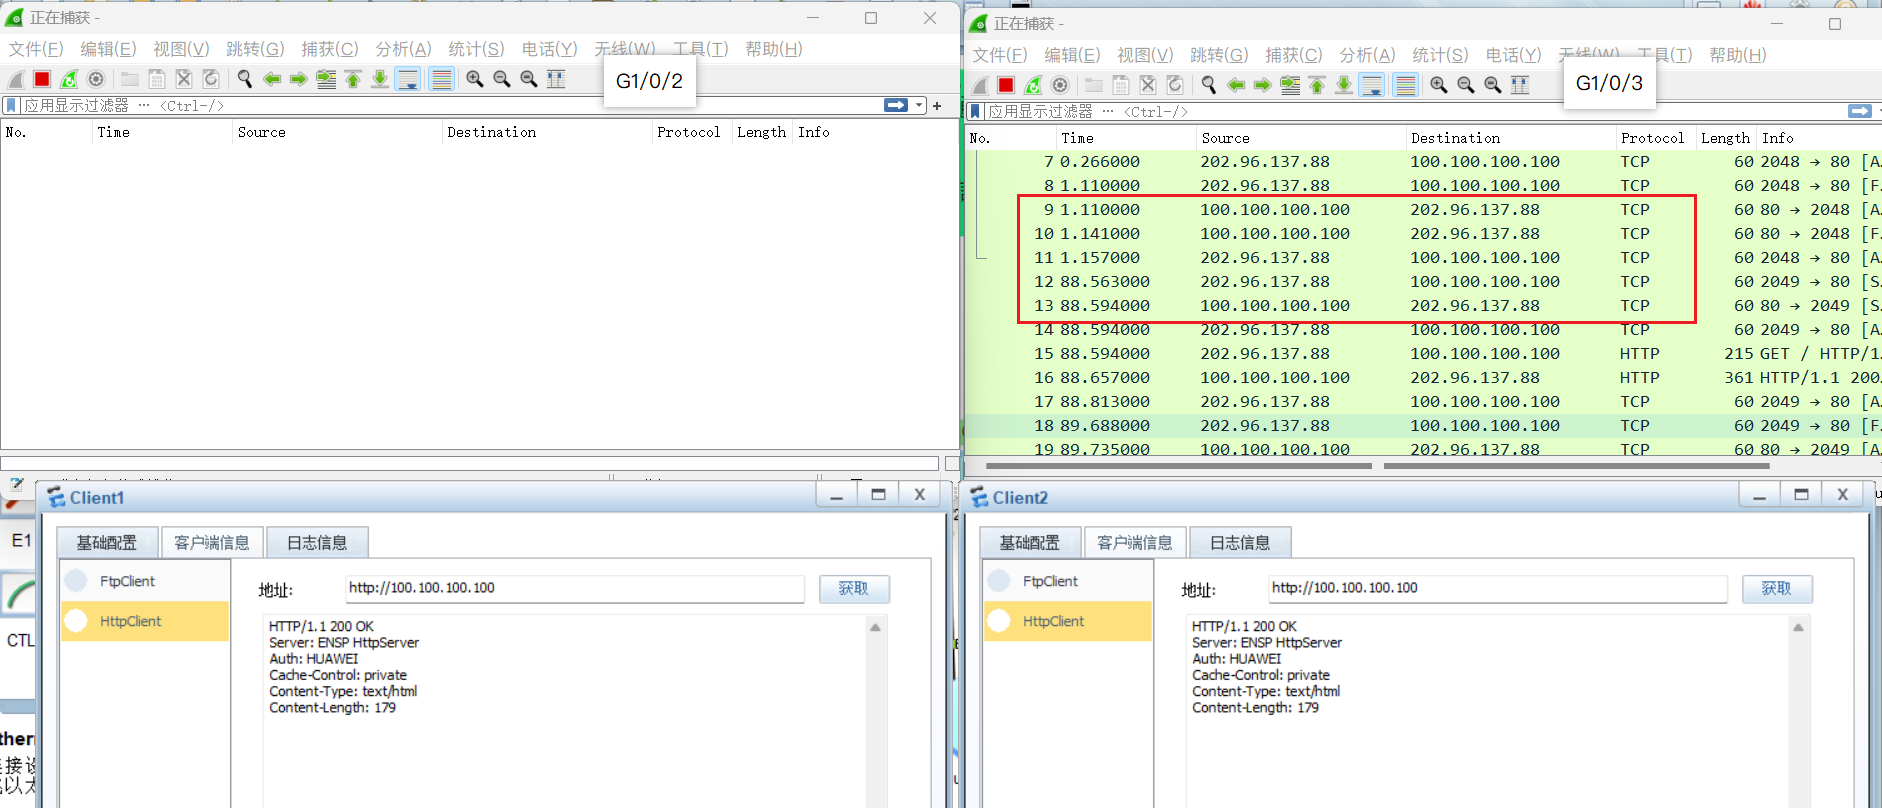 正在捕获 -
文件(F) 编辑(E) 视图(V) 跳转(G) 捕获(C) 分析(A) 统计(S) 电话(Y) 无线(W) 工具(T) 帮助(H)
G1/0/2
应用显示过滤器 … <Ctrl-/>
No. Time Source Destination Protocol Length Info
正在捕获 -
文件(F) 编辑(E) 视图(V) 跳转(G) 捕获(C) 分析(A) 统计(S) 电话(Y) 无线(W) 工具(T) 帮助(H)
G1/0/3
应用显示过滤器 … <Ctrl-/>
No. Time Source Destination Protocol Length Info
7 0.266000 202.96.137.88 100.100.100.100 TCP 60 2048 → 80 [A
8 1.110000 202.96.137.88 100.100.100.100 TCP 60 2048 → 80 [F
9 1.110000 100.100.100.100 202.96.137.88 TCP 60 80 → 2048 [A
10 1.141000 100.100.100.100 202.96.137.88 TCP 60 80 → 2048 [F
11 1.157000 202.96.137.88 100.100.100.100 TCP 60 2048 → 80 [A
12 88.563000 202.96.137.88 100.100.100.100 TCP 60 2049 → 80 [S
13 88.594000 100.100.100.100 202.96.137.88 TCP 60 80 → 2049 [S
14 88.594000 202.96.137.88 100.100.100.100 TCP 60 2049 → 80 [A
15 88.594000 202.96.137.88 100.100.100.100 HTTP 215 GET / HTTP/1
16 88.657000 100.100.100.100 202.96.137.88 HTTP 361 HTTP/1.1 200
17 88.813000 202.96.137.88 100.100.100.100 TCP 60 2049 → 80 [A
18 89.688000 202.96.137.88 100.100.100.100 TCP 60 2049 → 80 [F
19 89.735000 100.100.100.100 202.96.137.88 TCP 60 80 → 2049 [A
E1
CTL
Client1
基础配置 客户端信息 日志信息
FtpClient
HttpClient
地址: http://100.100.100.100 获取
HTTP/1.1 200 OK
Server: ENSP HttpServer
Auth: HUAWEI
Cache-Control: private
Content-Type: text/html
Content-Length: 179
Client2
基础配置 客户端信息 日志信息
FtpClient
HttpClient
地址: http://100.100.100.100 获取
HTTP/1.1 200 OK
Server: ENSP HttpServer
Auth: HUAWEI
Cache-Control: private
Content-Type: text/html
Content-Length: 179